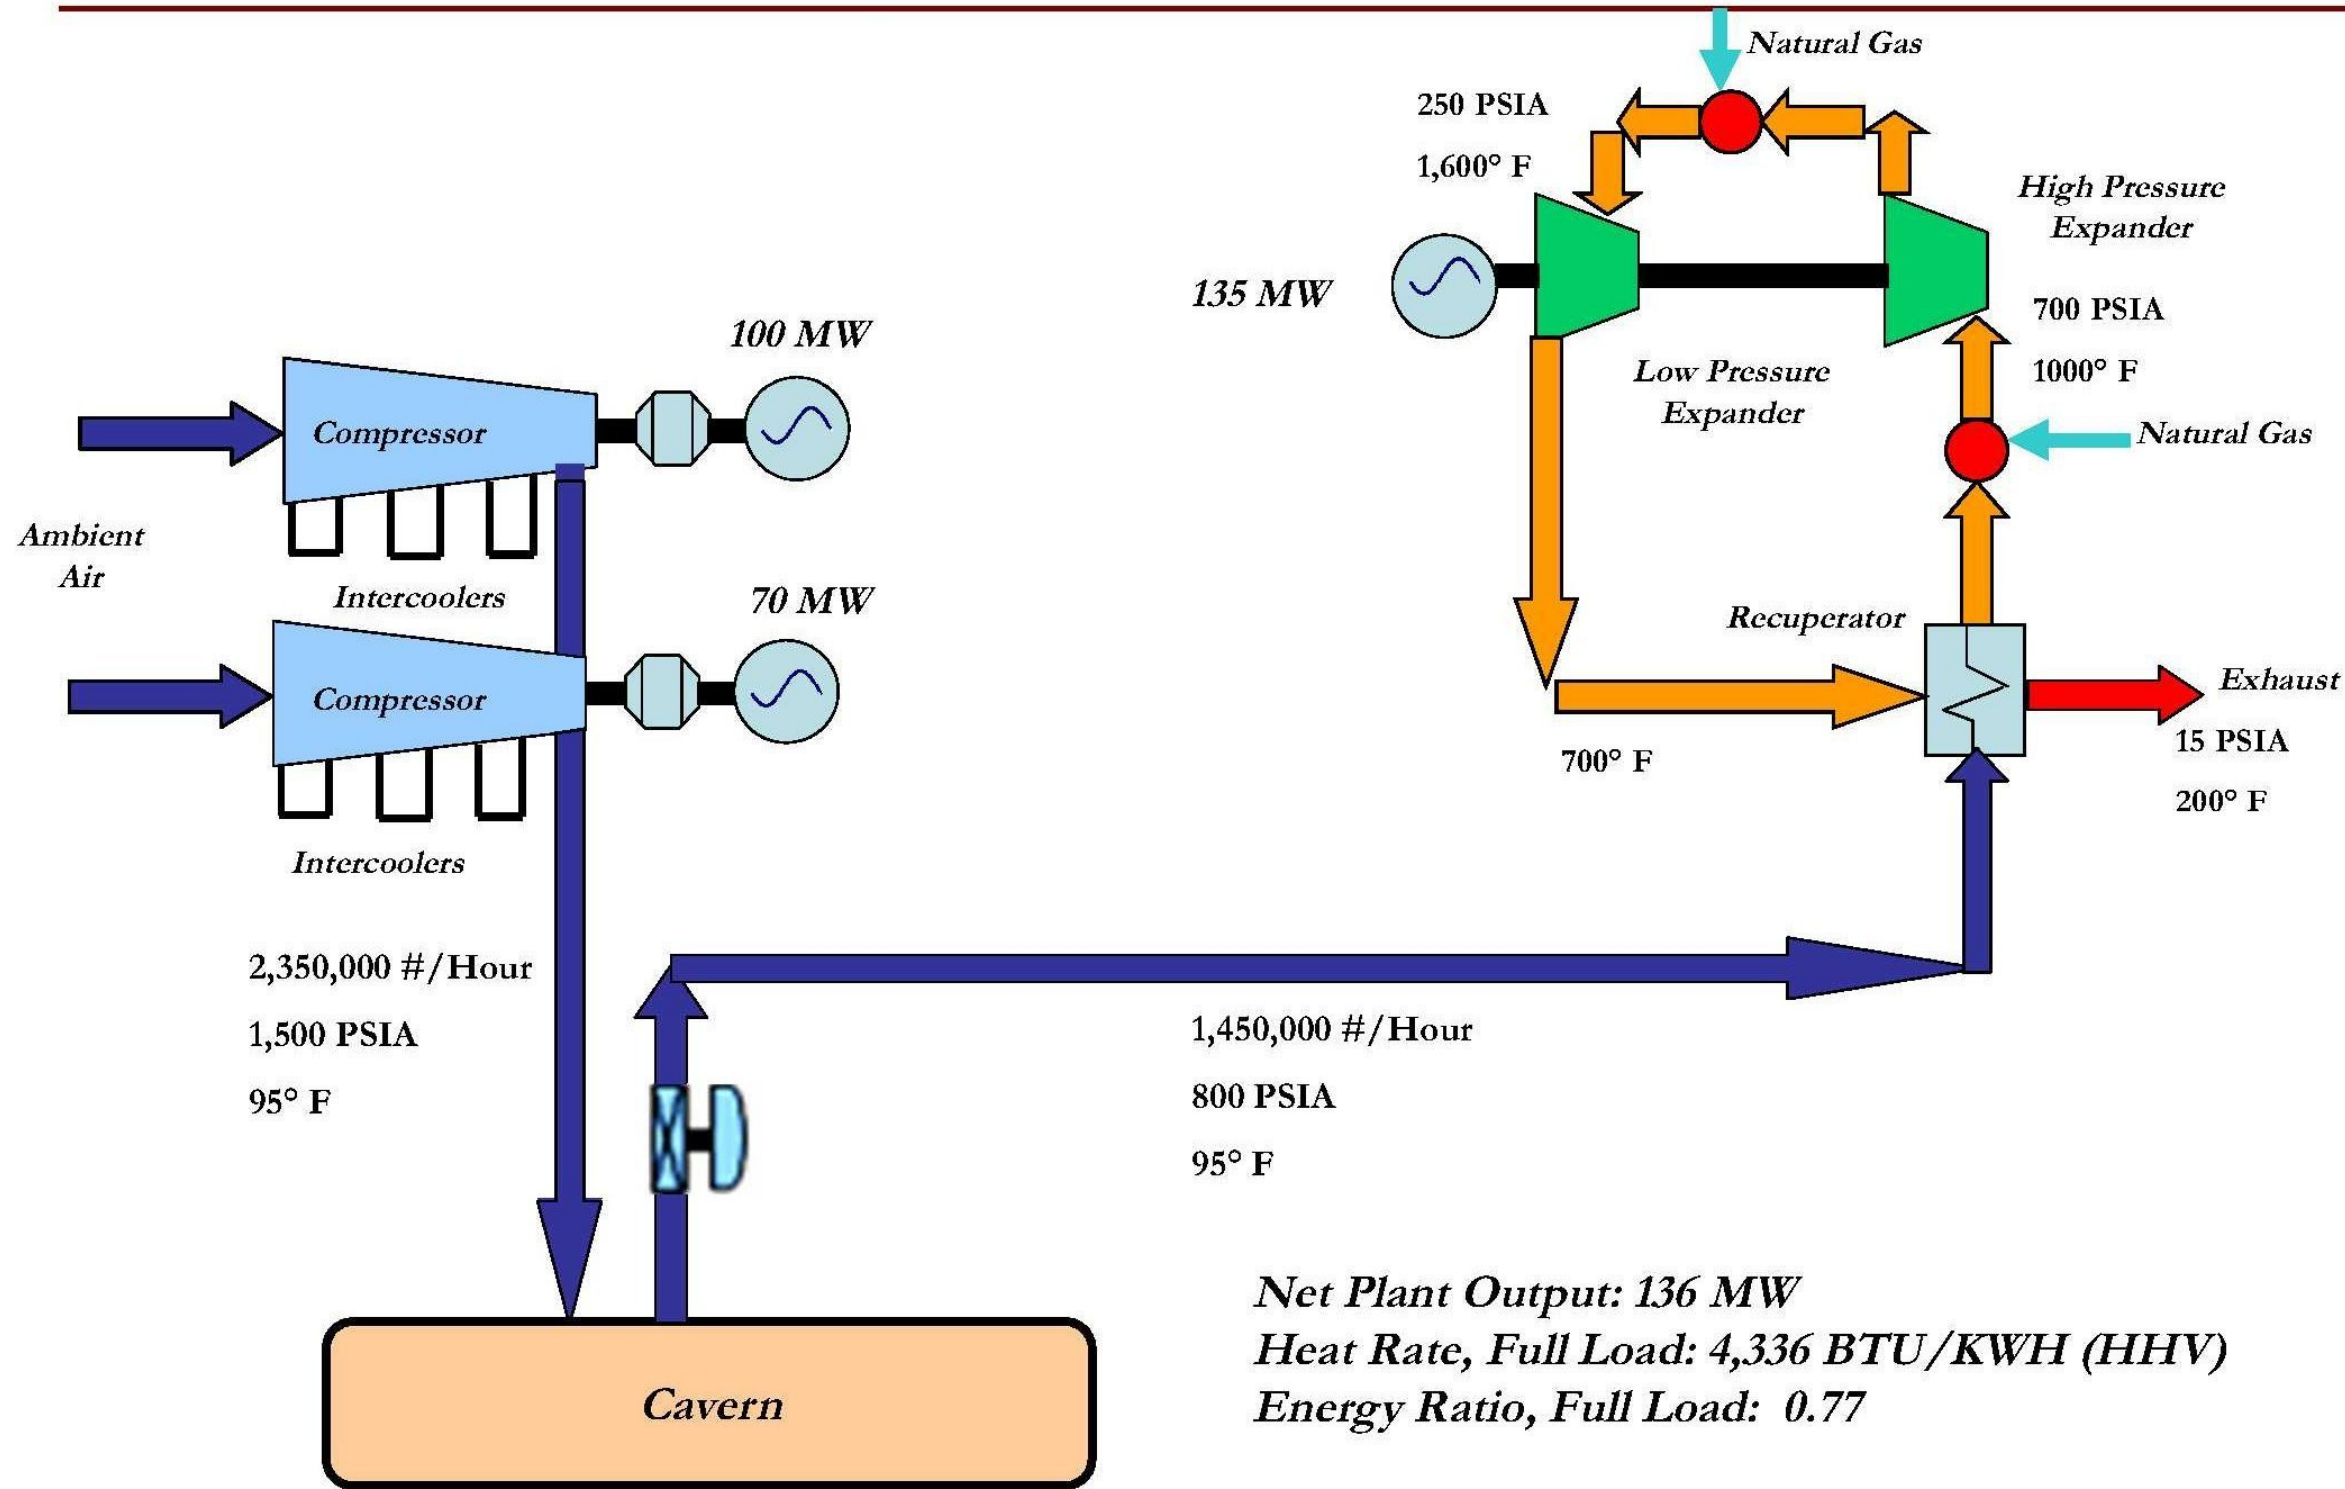 Natural Gas
250 PSIA
1,600° F
High Pressure
Expander
135 MW
700 PSIA
1000° F
100 MW
Low Pressure
Expander
Compressor
Natural Gas
Ambient
Air
Intercoolers
70 MW
Recuperator
Compressor
Exhaust
15 PSIA
200° F
700° F
Intercoolers
2,350,000 #/Hour
1,500 PSIA
95° F
1,450,000 #/Hour
800 PSIA
95° F
Net Plant Output: 136 MW
Heat Rate, Full Load: 4,336 BTU/KWH (HHV)
Energy Ratio, Full Load: 0.77
Cavern